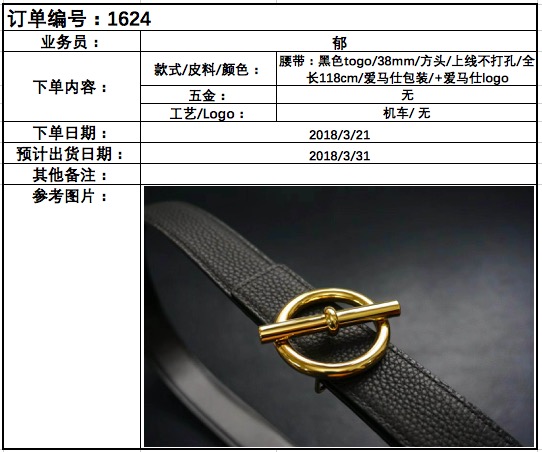 订单编号：1624
业务员：
郁
下单内容：
款式/皮料/颜色：
腰带：黑色togo/38mm/方头/上线不打孔/全
长118cm/爱马仕包装/+爱马仕logo
五金：
无
工艺/Logo：
机车/ 无
下单日期：
2018/3/21
预计出货日期：
2018/3/31
其他备注：
参考图片：